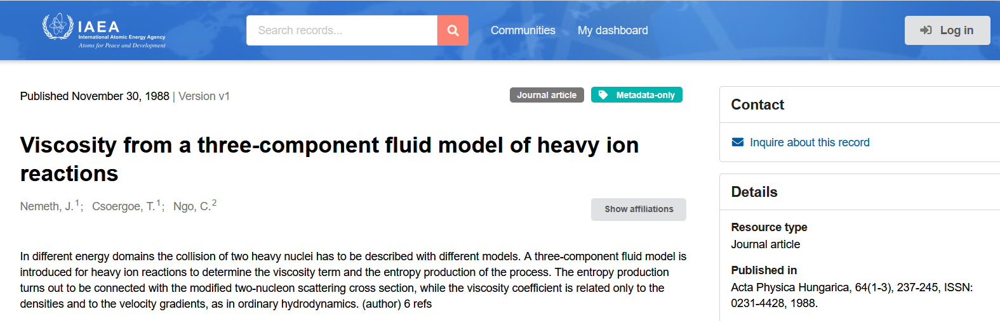 IAEA
International Atomic Energy Agency
Atoms for Peace and Development
Search records...
Communities
My dashboard
Log in
Published November 30, 1988 | Version v1
Journal article
Metadata-only
Viscosity from a three-component fluid model of heavy ion
reactions
Nemeth, J.1; Csoergoe, T.1; Ngo, C.2
Show affiliations
In different energy domains the collision of two heavy nuclei has to be described with different models. A three-component fluid model is
introduced for heavy ion reactions to determine the viscosity term and the entropy production of the process. The entropy production
turns out to be connected with the modified two-nucleon scattering cross section, while the viscosity coefficient is related only to the
densities and to the velocity gradients, as in ordinary hydrodynamics. (author) 6 refs
Contact
Inquire about this record
Details
Resource type
Journal article
Published in
Acta Physica Hungarica, 64(1-3), 237-245, ISSN:
0231-4428, 1988.